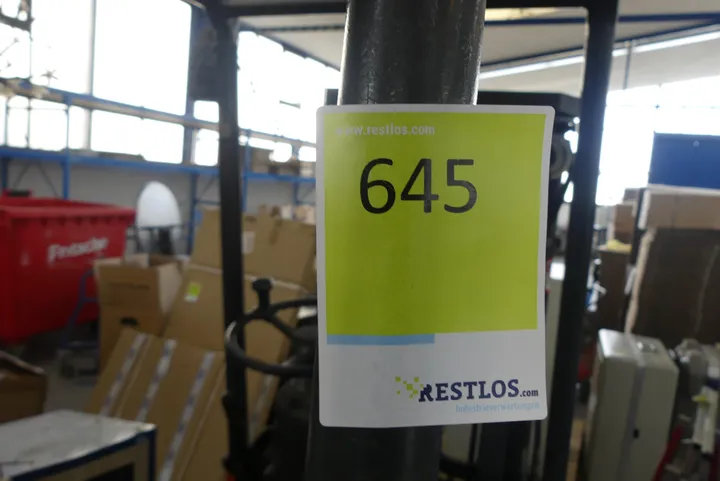 www.restlos.com
645
RESTLOS.com
Industrieverwertungen